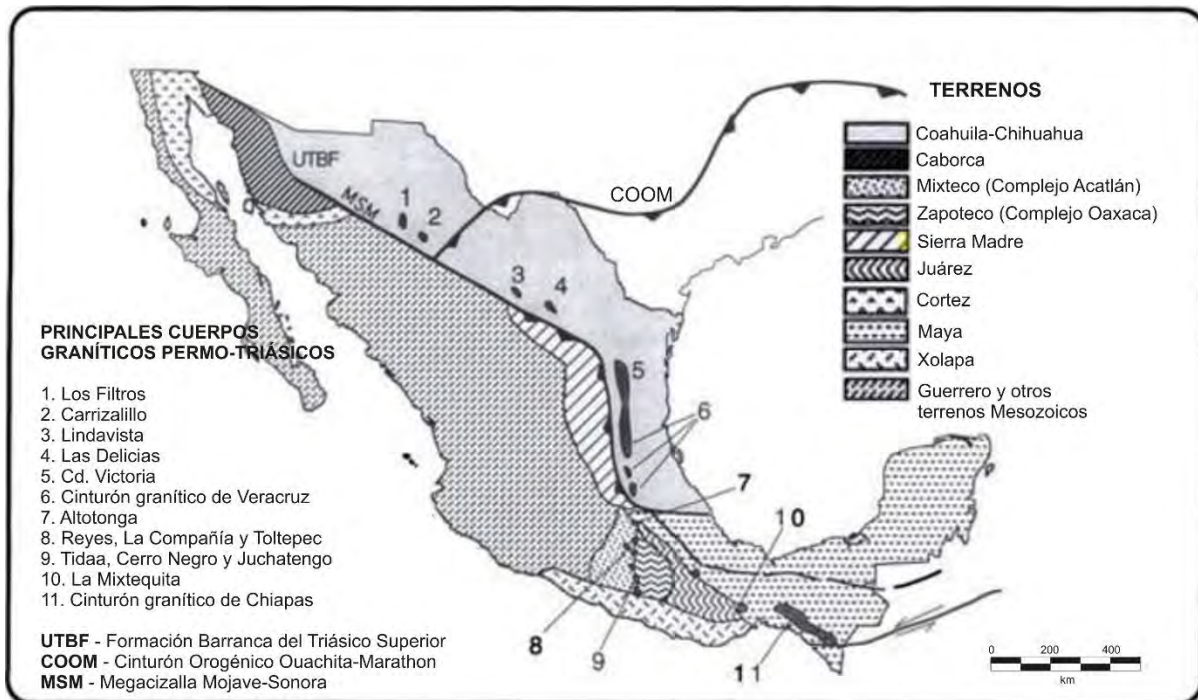 TERRENOS
Coahuila-Chihuahua
Caborca
Mixteco (Complejo Acatlán)
Zapoteco (Complejo Oaxaca)
Sierra Madre
Juárez
Cortez
Maya
Xolapa
Guerrero y otros
terrenos Mesozoicos
UTBF
MSM
COOM
1
2
3
4
5
6
7
10
8
9
11
PRINCIPALES CUERPOS
GRANÍTICOS PERMO-TRIÁSICOS
1. Los Filtros
2. Carrizalillo
3. Lindavista
4. Las Delicias
5. Cd. Victoria
6. Cinturón granítico de Veracruz
7. Altotonga
8. Reyes, La Compañía y Toltepec
9. Tidaa, Cerro Negro y Juchatengo
10. La Mixtequita
11. Cinturón granítico de Chiapas
UTBF - Formación Barranca del Triásico Superior
COOM - Cinturón Orogénico Ouachita-Marathon
MSM - Megacizalla Mojave-Sonora
0 200 400
km